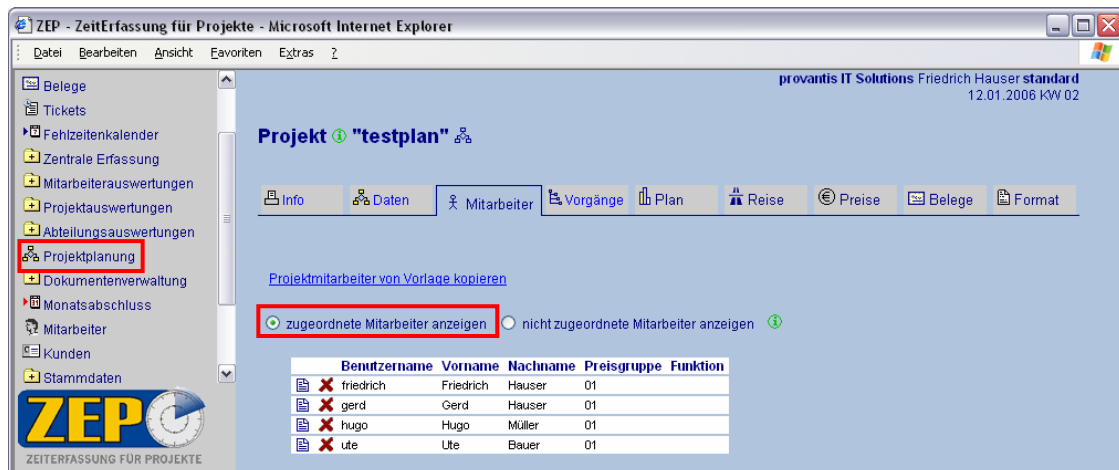 ZEP - ZeitErfassung für Projekte - Microsoft Internet Explorer
Datei Bearbeiten Ansicht Favoriten Extras ?
Belege
Tickets
Fehlzeitenkalender
Zentrale Erfassung
Mitarbeiterauswertungen
Projektauswertungen
Abteilungsauswertungen
Projektplanung
Dokumentenverwaltung
Monatsabschluss
Mitarbeiter
Kunden
Stammdaten
ZEP
ZEITERFASSUNG FÜR PROJEKTE
provantis IT Solutions Friedrich Hauser standard
12.01.2006 KW 02
Projekt "testplan"
Info Daten Mitarbeiter Vorgänge Plan Reise Preise Belege Format
Projektmitarbeiter von Vorlage kopieren
zugeordnete Mitarbeiter anzeigen nicht zugeordnete Mitarbeiter anzeigen
Benutzername Vorname Nachname Preisgruppe Funktion
friedrich Friedrich Hauser 01
gerd Gerd Hauser 01
hugo Hugo Müller 01
ute Ute Bauer 01